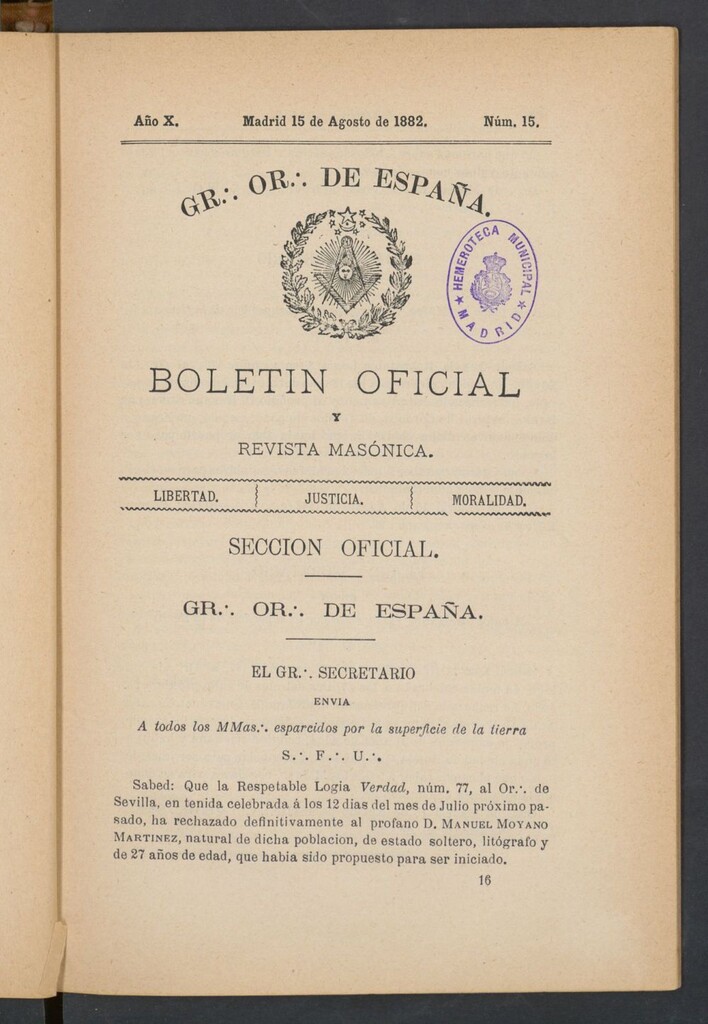 Año X. Madrid 15 de Agosto de 1882. Núm. 15.
GR.·. OR.·. DE ESPAÑA.
HEMEROTECA MUNICIPAL
★ MADRID ★
BOLETIN OFICIAL
Y
REVISTA MASÓNICA.
LIBERTAD. JUSTICIA. MORALIDAD.
SECCION OFICIAL.
GR.·. OR.·. DE ESPAÑA.
EL GR.·. SECRETARIO
ENVIA
A todos los MMas.·. esparcidos por la superficie de la tierra
S.·. F.·. U.·.
Sabed: Que la Respetable Logia Verdad, núm. 77, al Or.·. de
Sevilla, en tenida celebrada á los 12 dias del mes de Julio próximo pa-
sado, ha rechazado definitivamente al profano D. MANUEL MOYANO
MARTINEZ, natural de dicha poblacion, de estado soltero, litógrafo y
de 27 años de edad, que habia sido propuesto para ser iniciado.
16